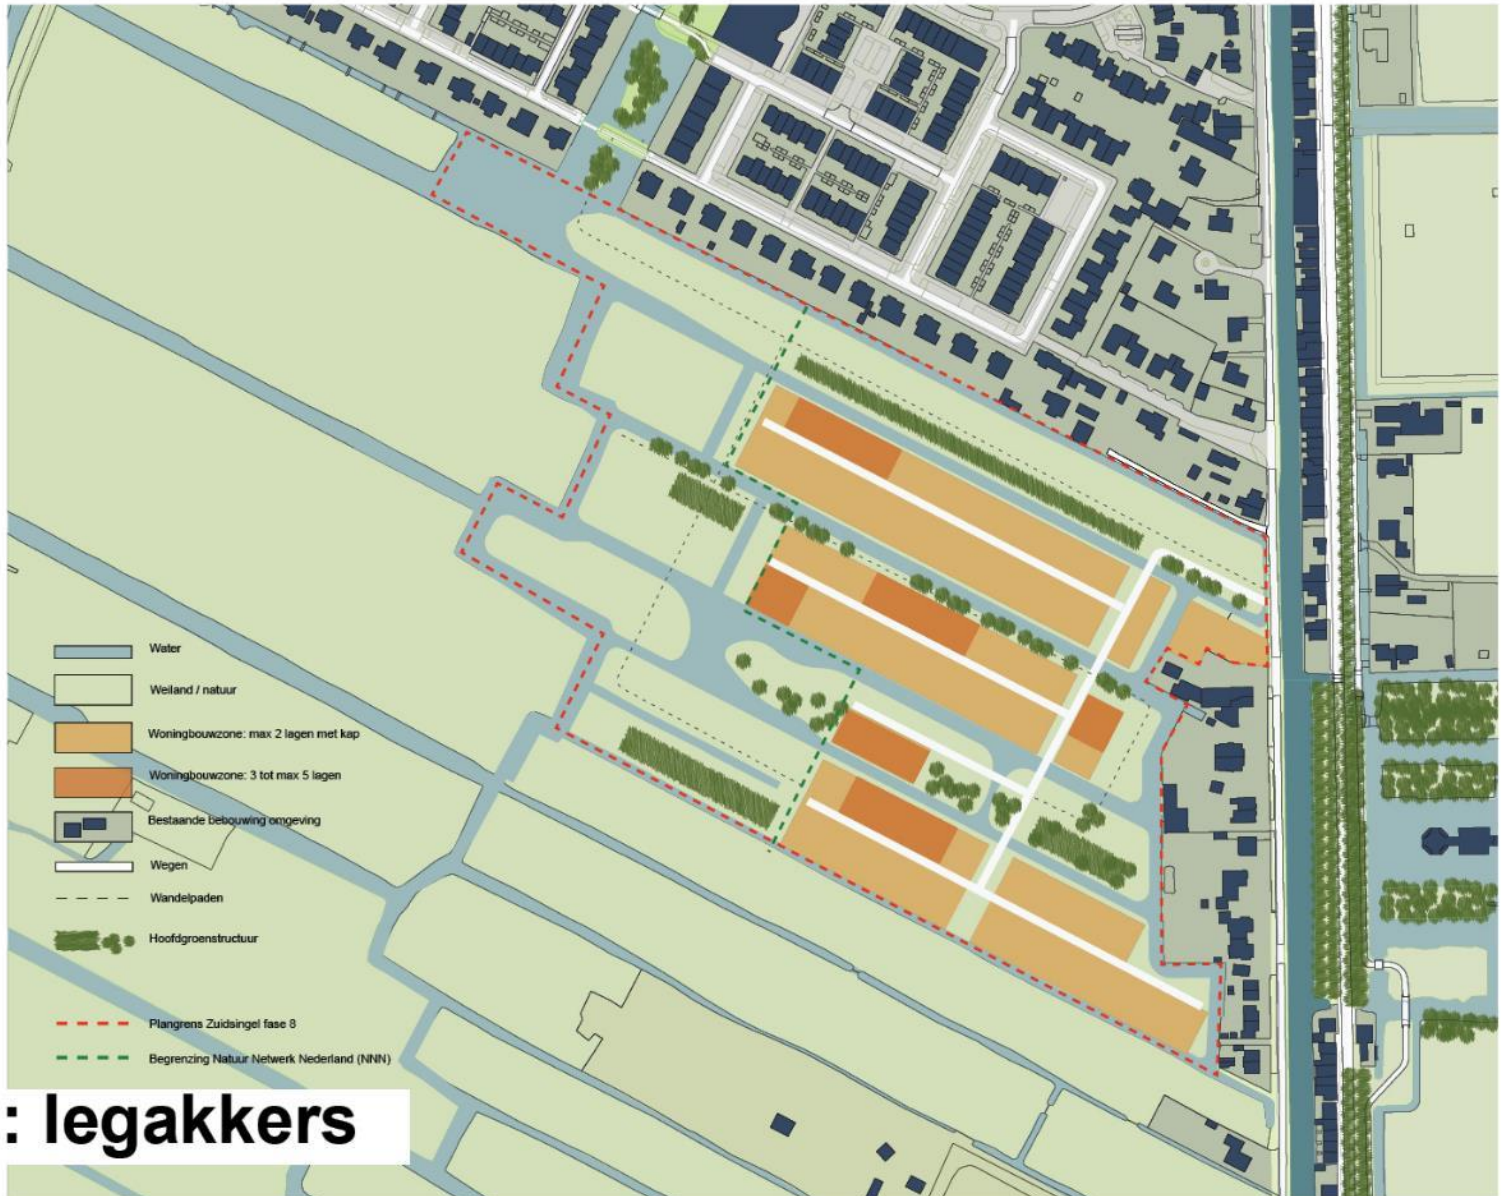 Water
Weiland / natuur
Woningbouwzone: max 2 lagen met kap
Woningbouwzone: 3 tot max 5 lagen
Bestaande bebouwing omgeving
Wegen
Wandelpaden
Hoofdgroenstructuur
Plangrens Zuidsingel fase 8
Begrenzing Natuur Netwerk Nederland (NNN)
: legakkers